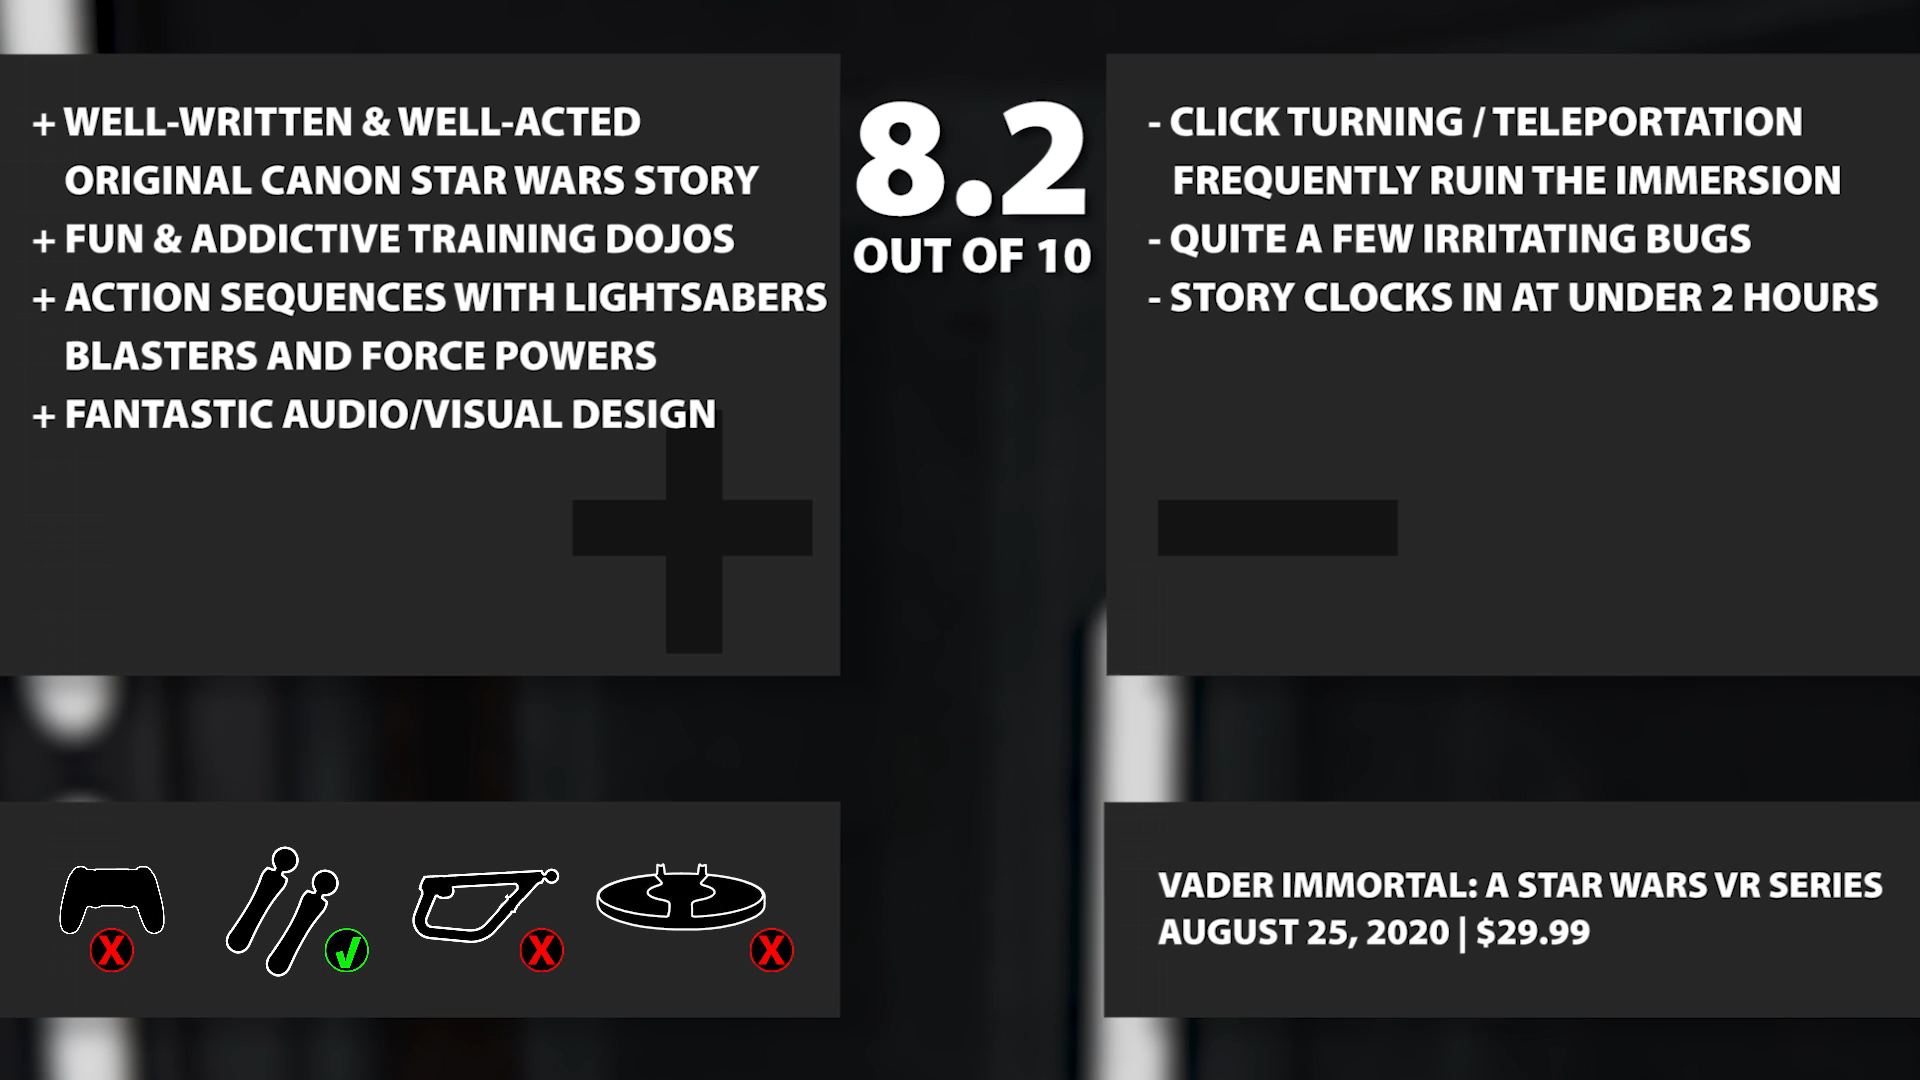 + WELL-WRITTEN & WELL-ACTED
ORIGINAL CANON STAR WARS STORY
+ FUN & ADDICTIVE TRAINING DOJOS
+ ACTION SEQUENCES WITH LIGHTSABERS
BLASTERS AND FORCE POWERS
+ FANTASTIC AUDIO/VISUAL DESIGN
8.2
OUT OF 10
- CLICK TURNING / TELEPORTATION
FREQUENTLY RUIN THE IMMERSION
- QUITE A FEW IRRITATING BUGS
- STORY CLOCKS IN AT UNDER 2 HOURS
X √ X X
VADER IMMORTAL: A STAR WARS VR SERIES
AUGUST 25, 2020 | $29.99